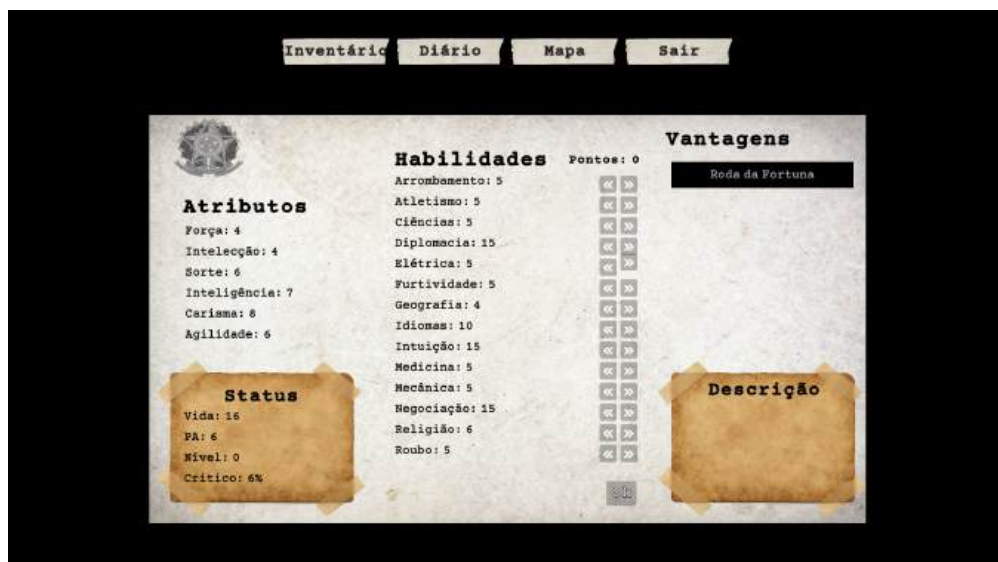 Inventário Diário Mapa Sair
Atributos
Força: 4
Intelecção: 4
Sorte: 6
Inteligência: 7
Carisma: 8
Agilidade: 6
Status
Vida: 16
PA: 6
Nível: 0
Critico: 6%
Habilidades Pontos: 0
Arrombamento: 5
Atletismo: 5
Ciências: 5
Diplomacia: 15
Elétrica: 5
Furtividade: 5
Geografia: 4
Idiomas: 10
Intuição: 15
Medicina: 5
Mecânica: 5
Negociação: 15
Religião: 6
Roubo: 5
Vantagens
Roda da Fortuna
Descrição